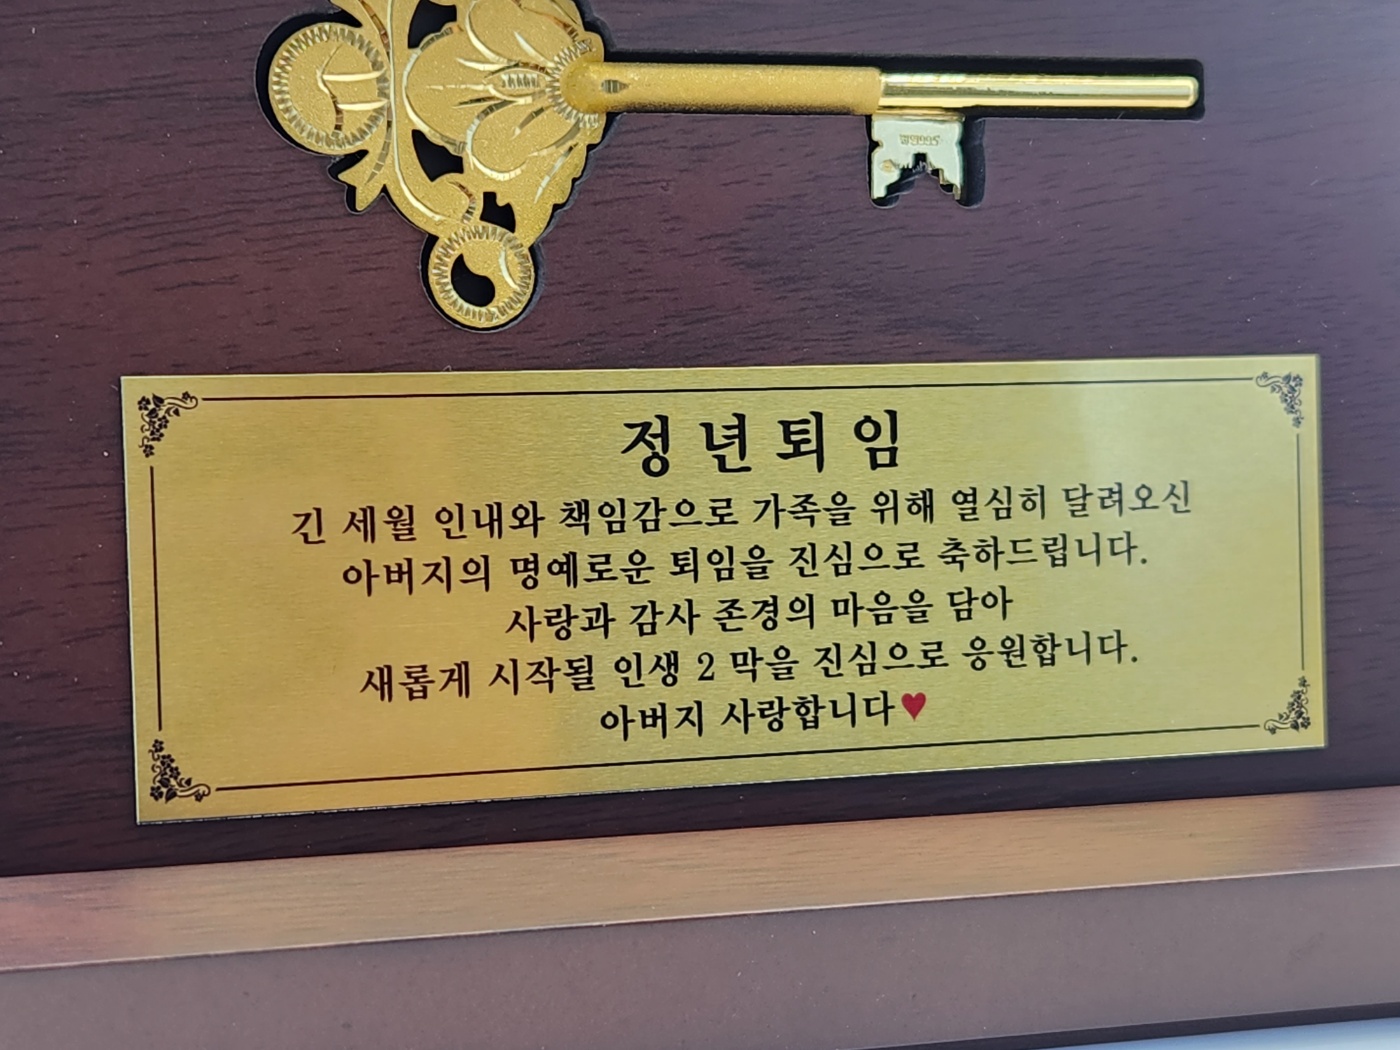 정년퇴임
긴 세월 인내와 책임감으로 가족을 위해 열심히 달려오신
아버지의 명예로운 퇴임을 진심으로 축하드립니다.
사랑과 감사 존경의 마음을 담아
새롭게 시작될 인생 2 막을 진심으로 응원합니다.
아버지 사랑합니다♥